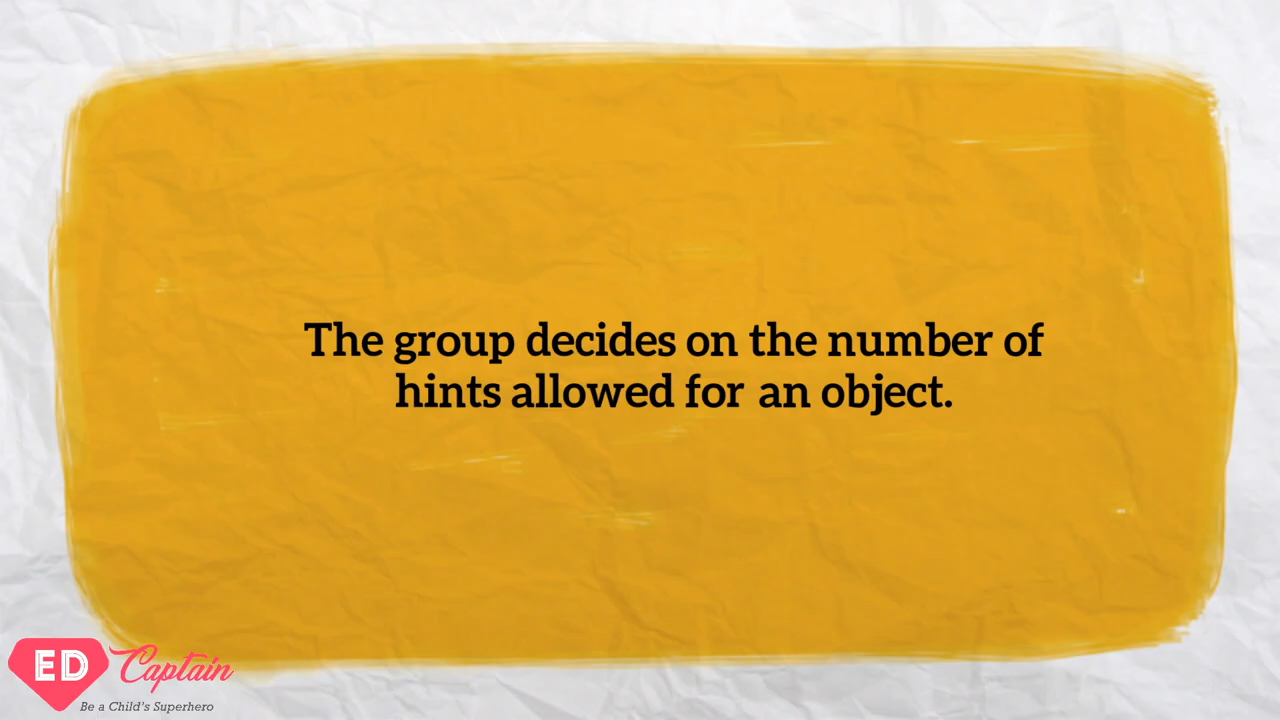 The group decides on the number of
hints allowed for an object.
ED Captain
Be a Child's Superhero